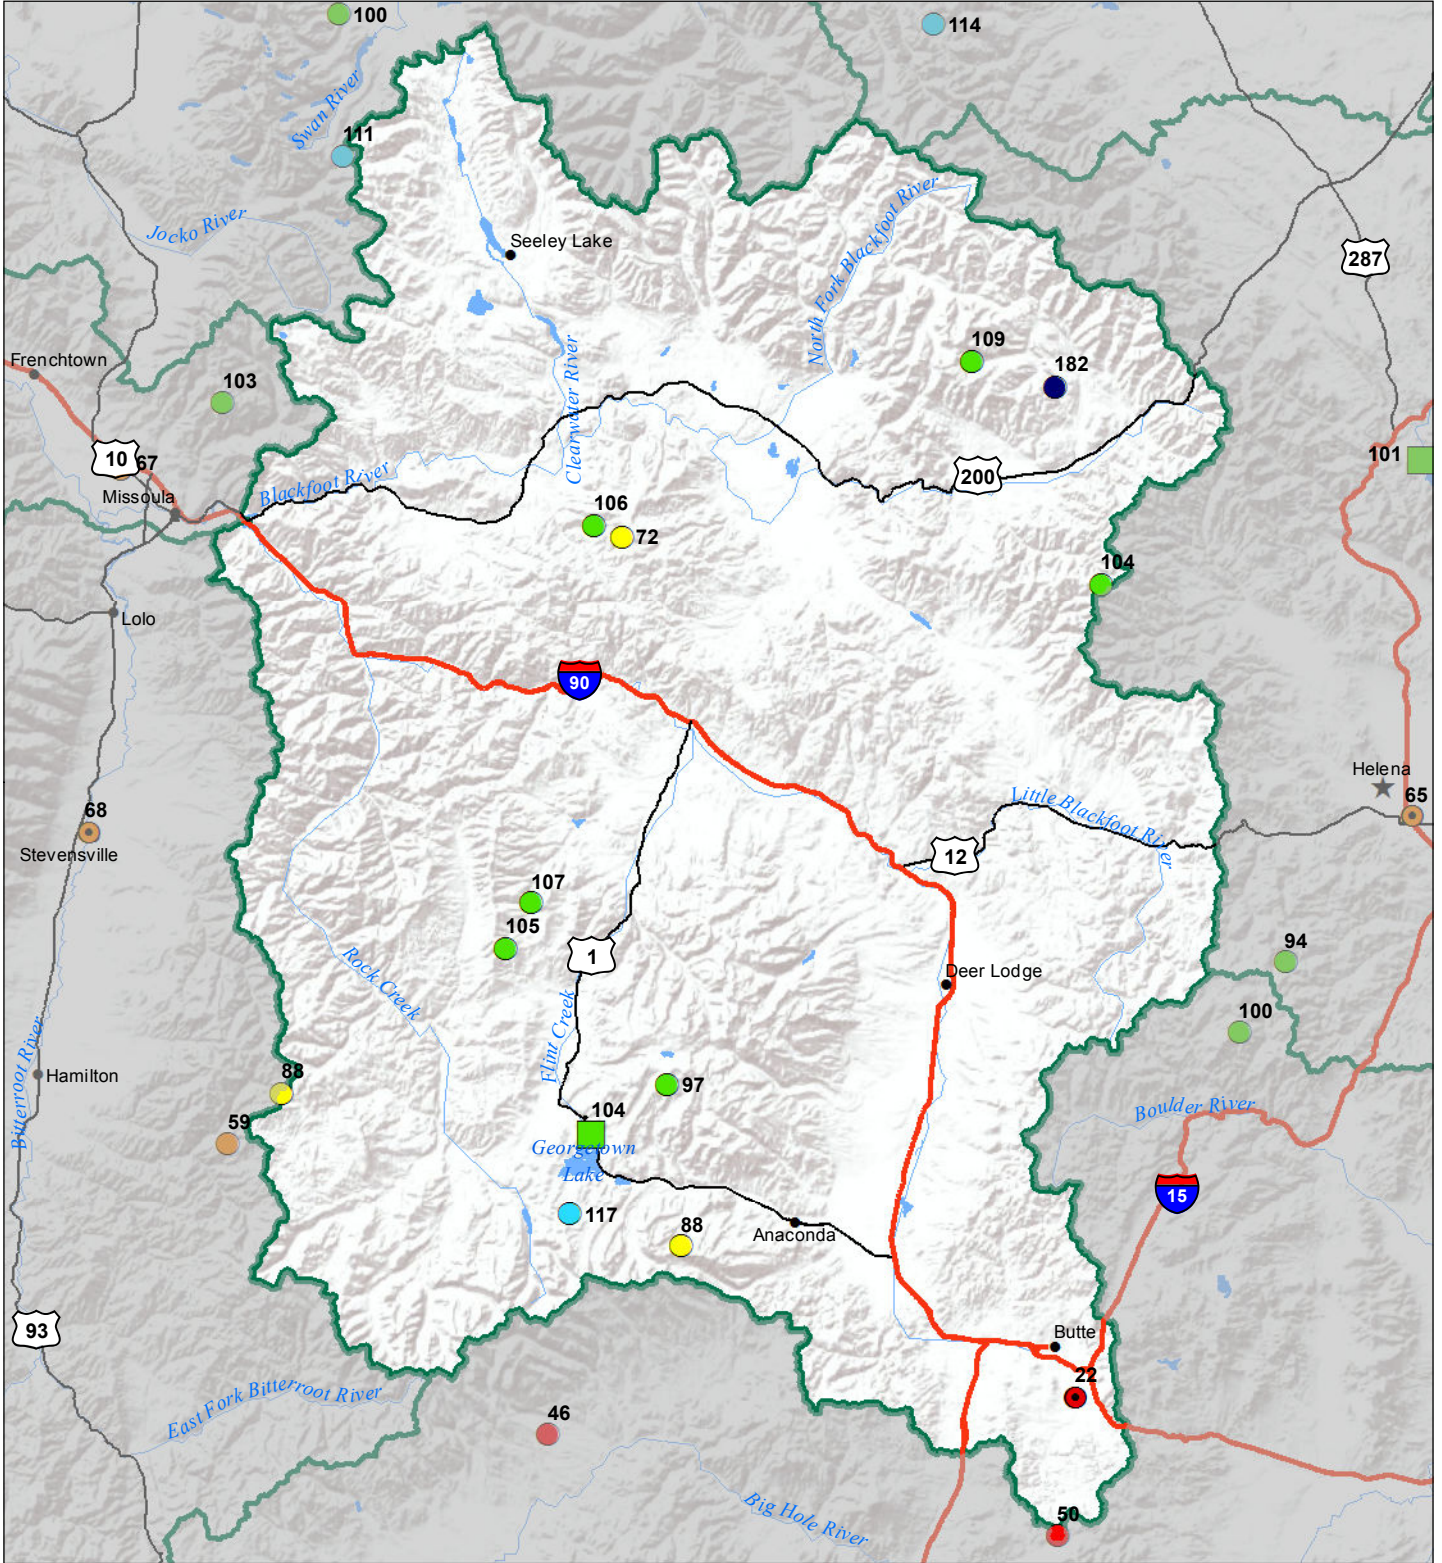 100
114
Swan River
111
Jocko River
Seeley Lake
North Fork Blackfoot River
287
Frenchtown
109
182
103
Clearwater River
10
67
101
Missoula
Blackfoot River
200
106
72
104
Lolo
90
Helena
65
Little Blackfoot River
68
Stevensville
12
107
105
1
94
Rock Creek
Deer Lodge
Flint Creek
100
Bitterroot River
Hamilton
88
97
59
104
Georgetown
Lake
Boulder River
15
117
88
Anaconda
93
Butte
22
East Fork Bitterroot River
46
Big Hole River
50